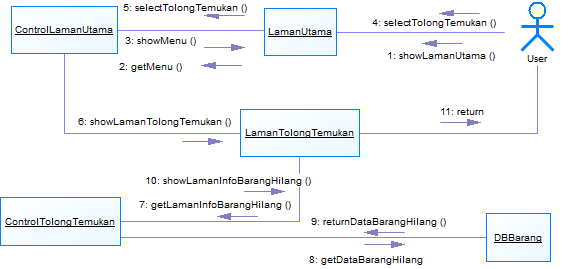 5: selectTolongTemukan ()
4: selectTolongTemukan ()
ControlLamanUtama
3: showMenu ()
LamanUtama
1: showLamanUtama ()
User
2: getMenu ()
6: showLamanTolongTemukan ()
LamanTolongTemukan
11: return
10: showLamanInfoBarangHilang ()
7: getLamanInfoBarangHilang ()
ControlTolongTemukan
9: returnDataBarangHilang ()
DBBarang
8: getDataBarangHilang